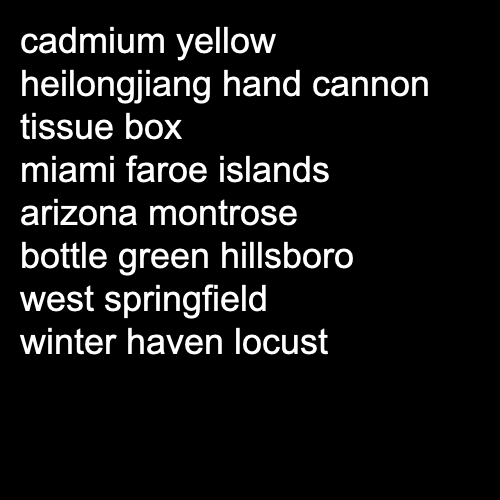 cadmium yellow
heilongjiang hand cannon
tissue box
miami faroe islands
arizona montrose
bottle green hillsboro
west springfield
winter haven locust